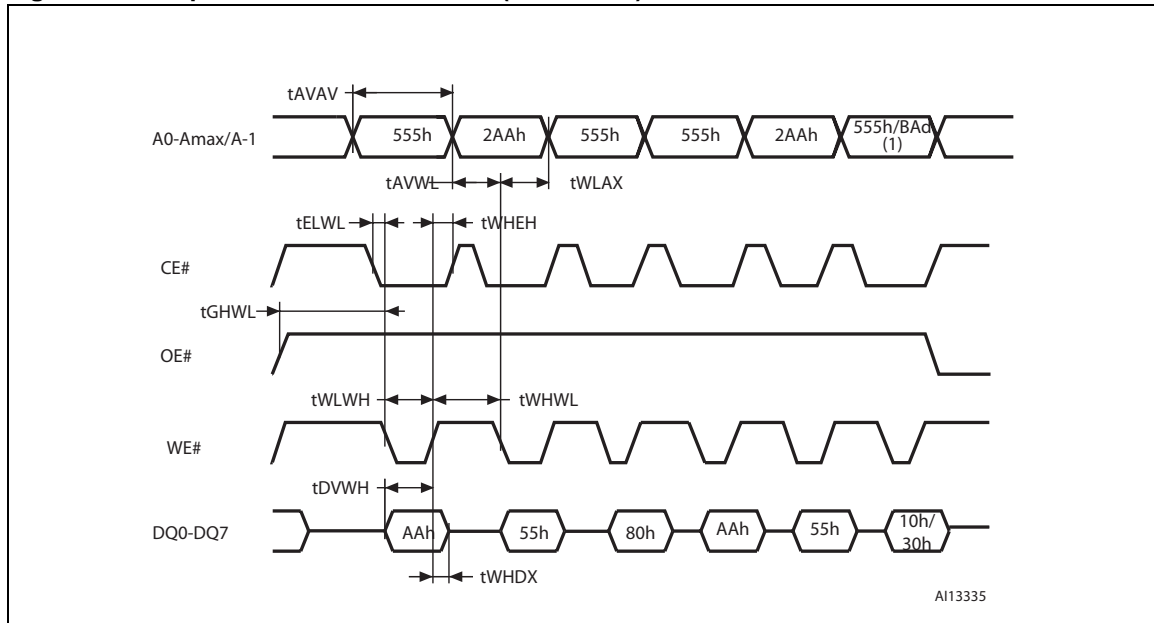 tAVAV
A0-Amax/A-1
555h
2AAh
555h
555h
2AAh
555h/BAd
(1)
tAVWL
tWLAX
tELWL
tWHEH
CE#
tGHWL
OE#
tWLWH
tWHWL
WE#
tDVWH
DQ0-DQ7
AAh
55h
80h
AAh
55h
10h/
30h
tWHDX
AI13335